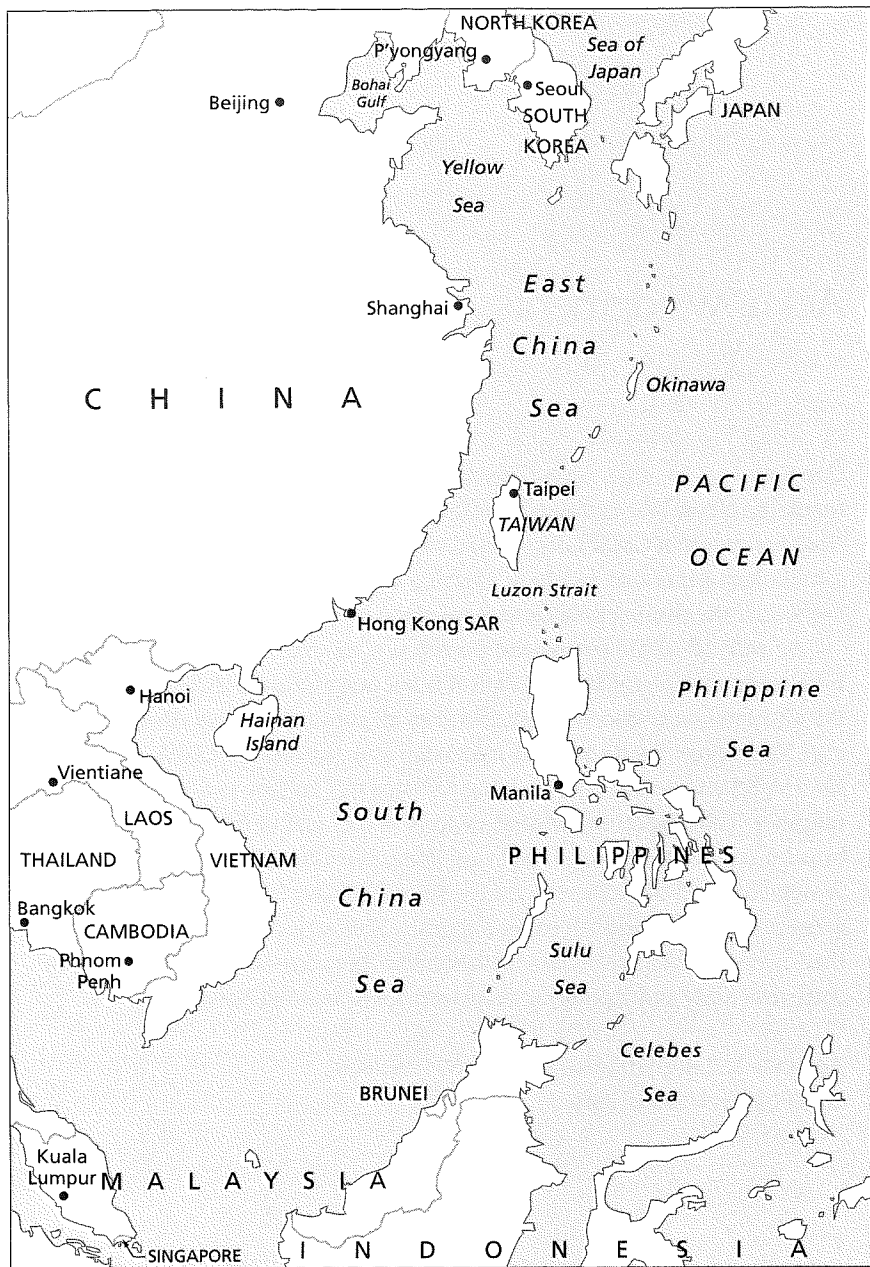 NORTH KOREA
P'yongyang
Sea of
Japan
Bohai
Gulf
Beijing
Seoul
SOUTH
KOREA
JAPAN
Yellow
Sea
East
China
Sea
Shanghai
Okinawa
CHINA
Taipei
TAIWAN
PACIFIC
OCEAN
Luzon Strait
Hong Kong SAR
Hanoi
Hainan
Island
Philippine
Sea
Vientiane
Manila
LAOS
South
China
Sea
THAILAND
VIETNAM
PHILIPPINES
Bangkok
CAMBODIA
Phnom
Penh
Sulu
Sea
Celebes
Sea
BRUNEI
Kuala
Lumpur
MALAYSIA
SINGAPORE
INDONESIA